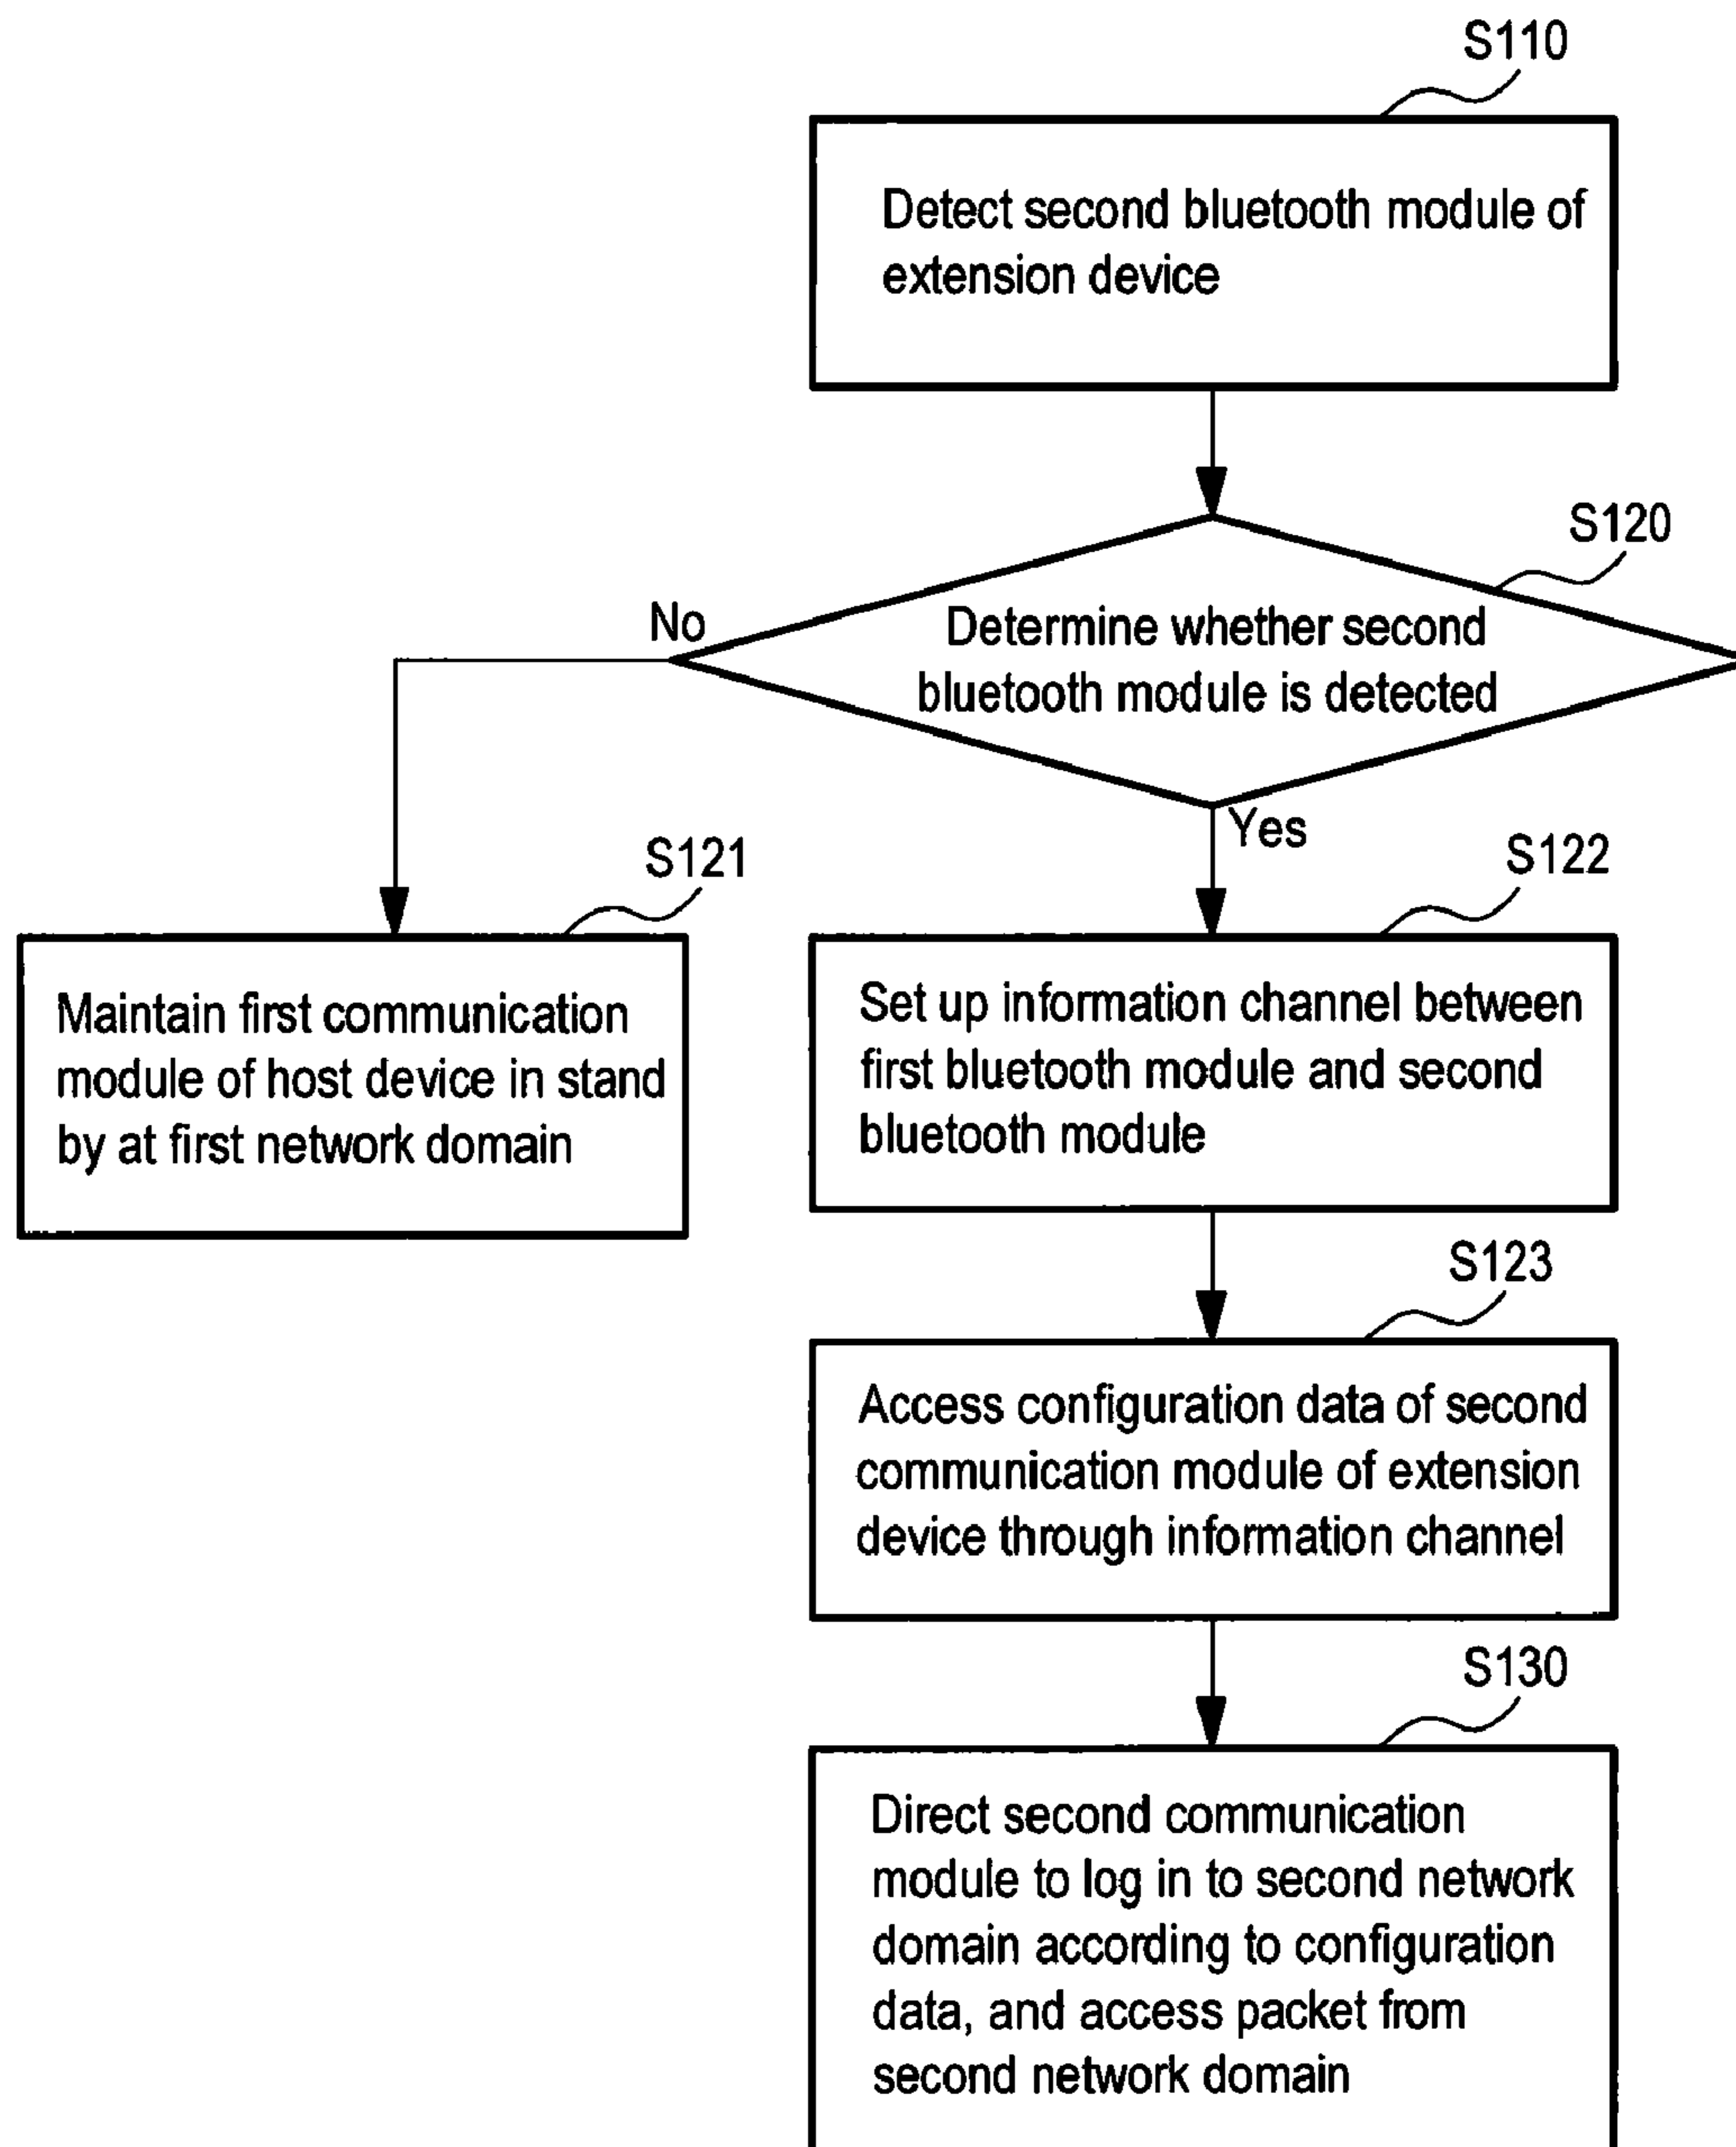 S110
Detect second bluetooth module of
extension device
S120
Determine whether second
bluetooth module is detected
No
Yes
S121
Maintain first communication
module of host device in stand
by at first network domain
S122
Set up information channel between
first bluetooth module and second
bluetooth module
S123
Access configuration data of second
communication module of extension
device through information channel
S130
Direct second communication
module to log in to second network
domain according to configuration
data, and access packet from
second network domain